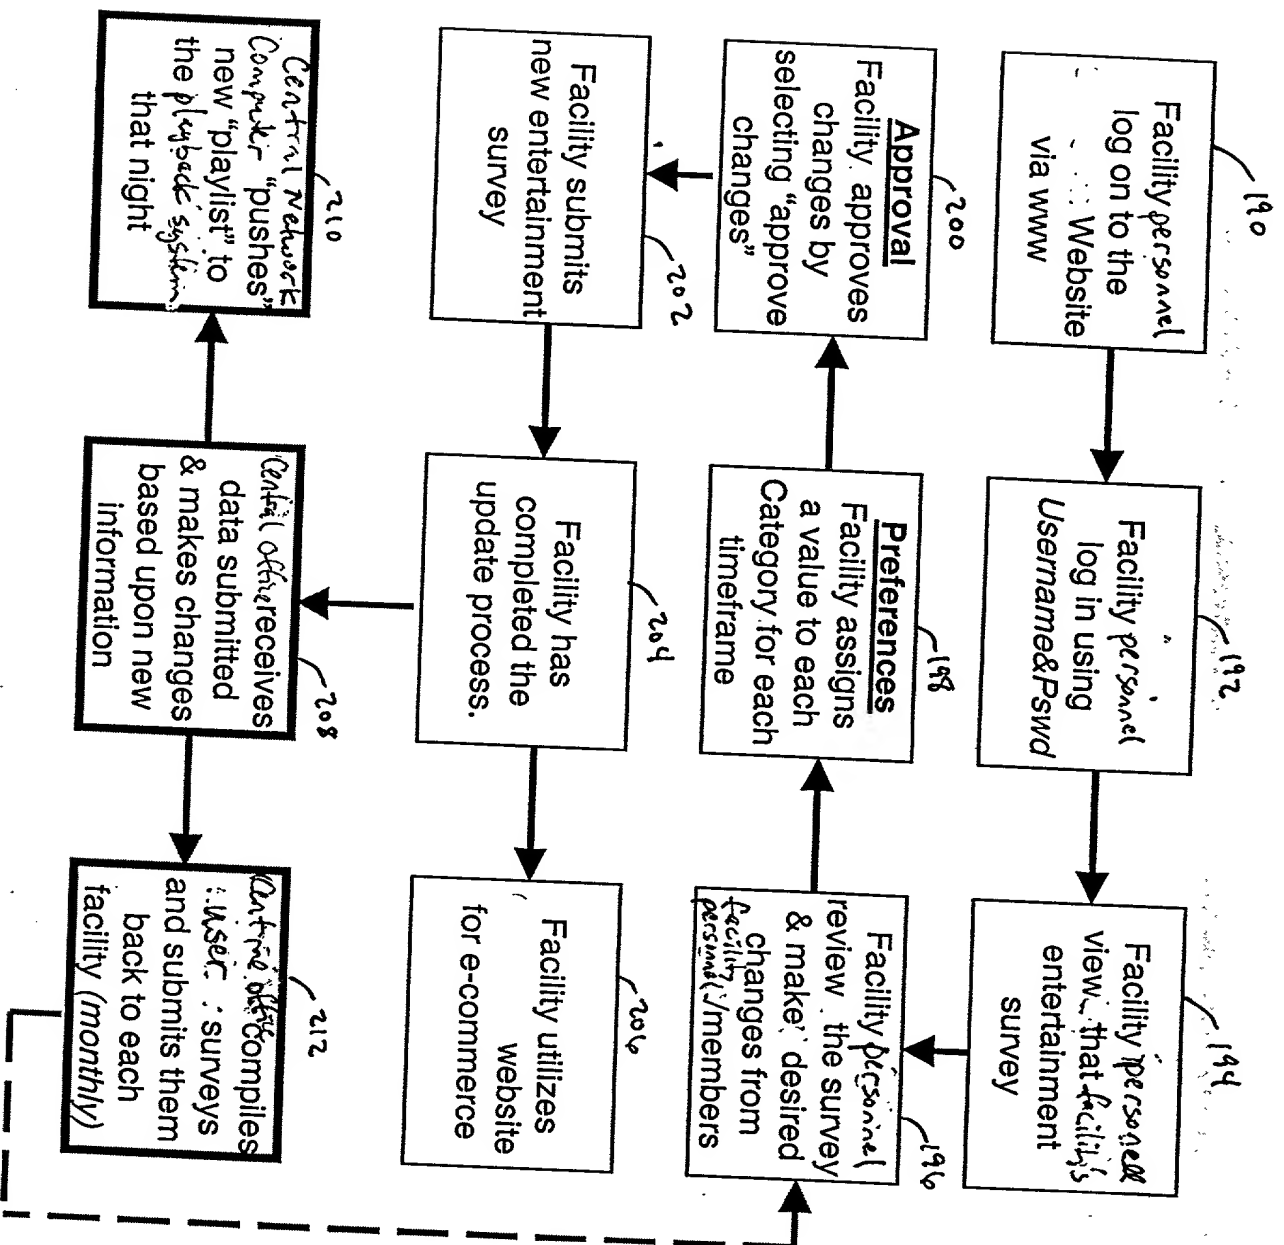 190
Facility personnel
log on to the
Website
via www
192
Facility personnel
log in using
Username&Pswd
194
Facility personell
view that facility's
entertainment
survey
196
Facility personnel
review the survey
& make desired
changes from
facility
personnel/members
198
Preferences
Facility assigns
a value to each
Category for each
timeframe
200
Approval
Facility approves
changes by
selecting "approve
changes"
202
Facility submits
new entertainment
survey
204
Facility has
completed the
update process.
206
Facility utilizes
website
for e-commerce
208
Central office receives
data submitted
& makes changes
based upon new
information
210
Central Network
Computer "pushes"
new "playlist" to
the playback system
that night
212
office compiles
user surveys
and submits them
back to each
facility (monthly)